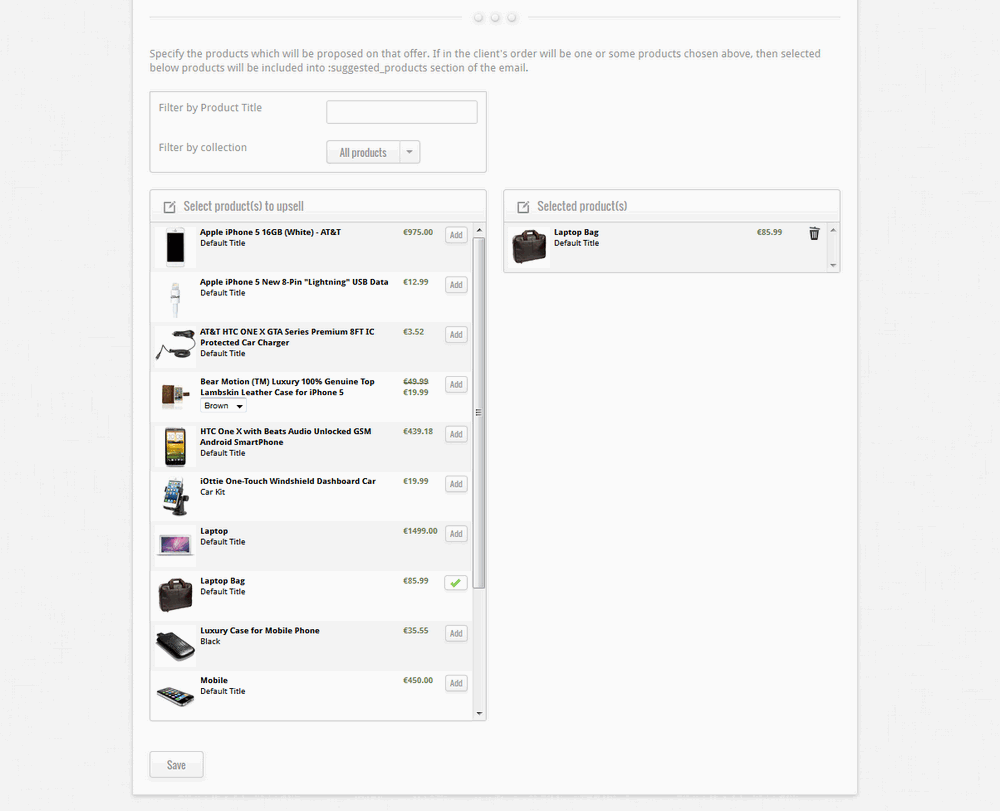 Specify the products which will be proposed on that offer. If in the client's order will be one or some products chosen above, then selected
below products will be included into :suggested_products section of the email.
Filter by Product Title
Filter by collection
All products
Select product(s) to upsell
Apple iPhone 5 16GB (White) - AT&T €975.00 Add
Default Title
Apple iPhone 5 New 8-Pin "Lightning" USB Data €12.99 Add
Default Title
AT&T HTC ONE X GTA Series Premium 8FT IC €3.52 Add
Protected Car Charger
Default Title
Bear Motion (TM) Luxury 100% Genuine Top €49.99 Add
Lambskin Leather Case for iPhone 5 €19.99
Brown
HTC One X with Beats Audio Unlocked GSM €439.18 Add
Android SmartPhone
Default Title
iOttie One-Touch Windshield Dashboard Car €19.99 Add
Car Kit
Laptop €1499.00 Add
Default Title
Laptop Bag €85.99
Default Title
Luxury Case for Mobile Phone €35.55 Add
Black
Mobile €450.00 Add
Default Title
Selected product(s)
Laptop Bag €85.99
Default Title
Save